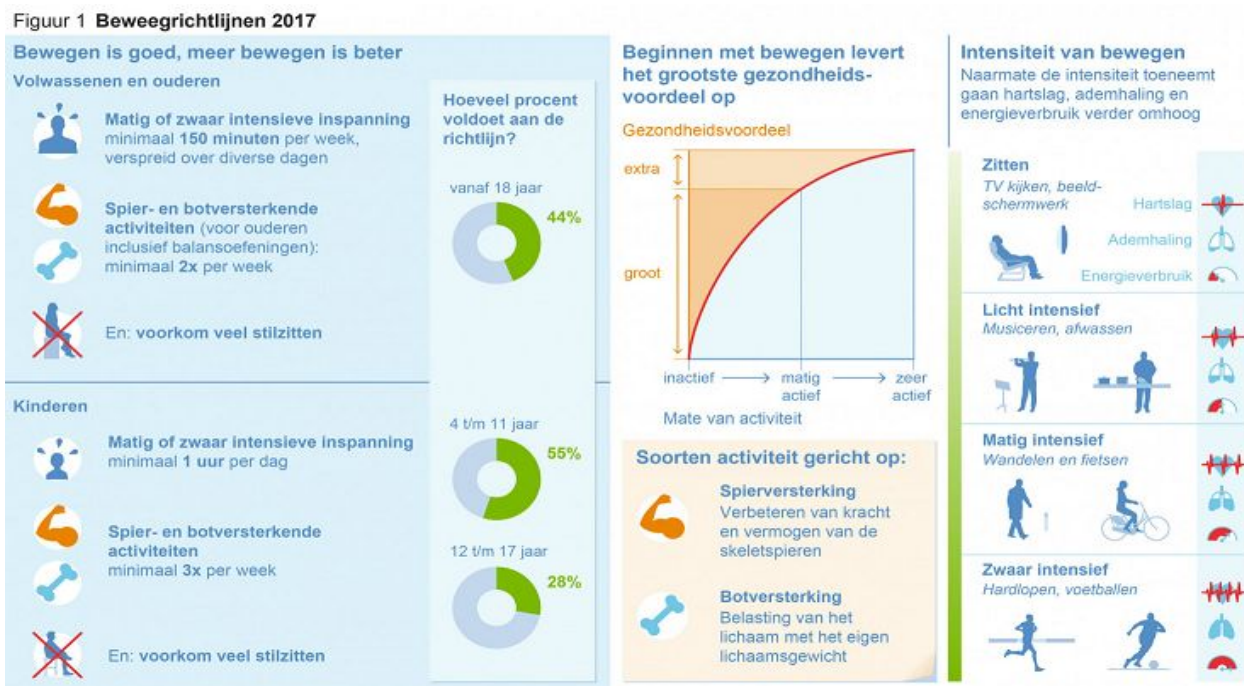 Figuur 1 Beweegrichtlijnen 2017
Bewegen is goed, meer bewegen is beter
Volwassenen en ouderen
Matig of zwaar intensieve inspanning
minimaal 150 minuten per week,
verspreid over diverse dagen
Spier- en botversterkende
activiteiten (voor ouderen
inclusief balansoefeningen):
minimaal 2x per week
En: voorkom veel stilzitten
Hoeveel procent
voldoet aan de
richtlijn?
vanaf 18 jaar
44%
Kinderen
Matig of zwaar intensieve inspanning
minimaal 1 uur per dag
Spier- en botversterkende
activiteiten
minimaal 3x per week
En: voorkom veel stilzitten
4 t/m 11 jaar
55%
12 t/m 17 jaar
28%
Beginnen met bewegen levert
het grootste gezondheids-
voordeel op
Gezondheidsvoordeel
extra
groot
inactief
matig
actief
zeer
actief
Mate van activiteit
Soorten activiteit gericht op:
Spierversterking
Verbeteren van kracht
en vermogen van de
skeletspieren
Botversterking
Belasting van het
lichaam met het eigen
lichaamsgewicht
Intensiteit van bewegen
Naarmate de intensiteit toeneemt
gaan hartslag, ademhaling en
energieverbruik verder omhoog
Zitten
TV kijken, beeld-
schermwerk
Hartslag
Ademhaling
Energieverbruik
Licht intensief
Musiceren, afwassen
Matig intensief
Wandelen en fietsen
Zwaar intensief
Hardlopen, voetballen